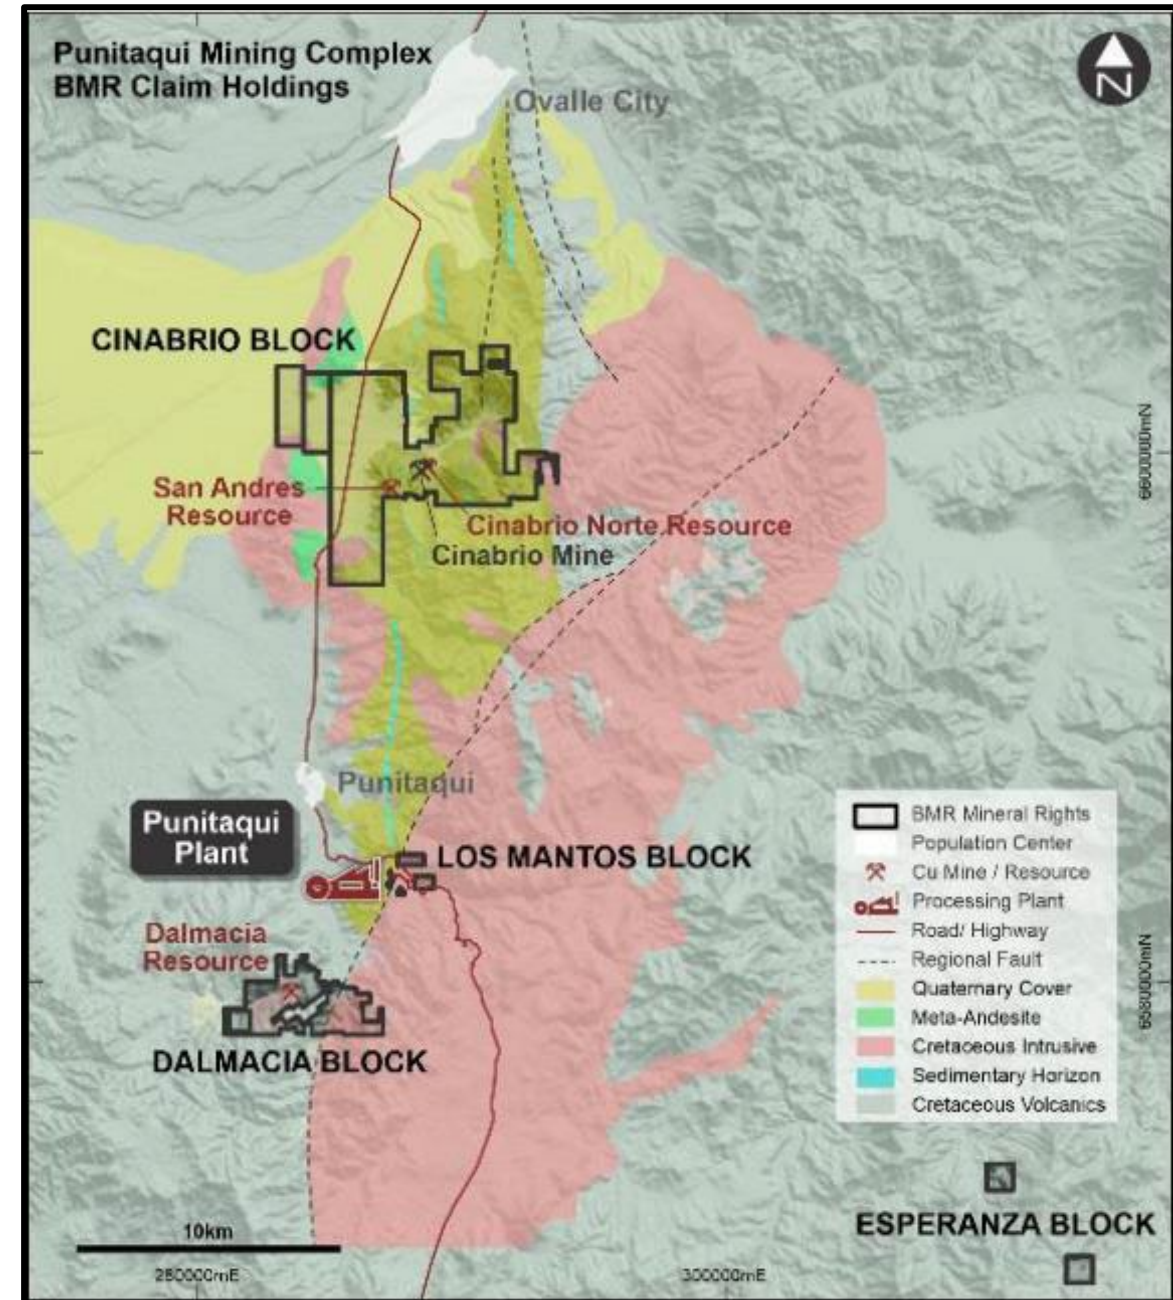 Punitaqui Mining Complex
BMR Claim Holdings
N
Ovalle City
CINABRIO BLOCK
6600000mN
San Andres
Resource
Cinabrio Norte Resource
Cinabrio Mine
Punitaqui
Punitaqui
Plant
LOS MANTOS BLOCK
Dalmacia
Resource
DALMACIA BLOCK
BMR Mineral Rights
Population Center
Cu Mine / Resource
Processing Plant
Road/ Highway
Regional Fault
Quaternary Cover
Meta-Andesite
Cretaceous Intrusive
Sedimentary Horizon
Cretaceous Volcanics
6580000mN
ESPERANZA BLOCK
10km
280000mE
300000mE